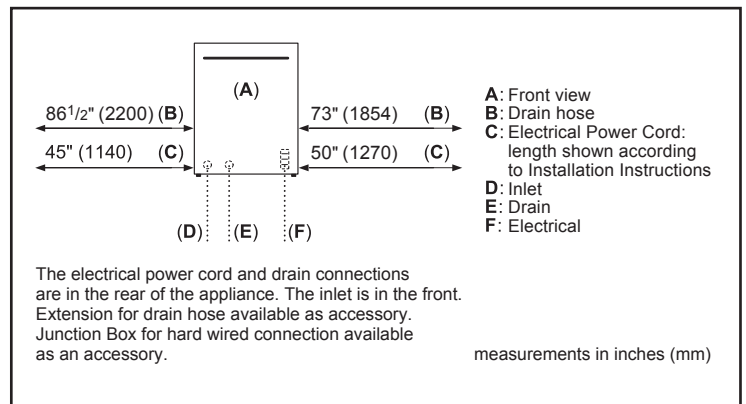 (A)
86 1/2" (2200) (B)
73" (1854) (B)
45" (1140) (C)
50" (1270) (C)
(D) (E) (F)
A: Front view
B: Drain hose
C: Electrical Power Cord:
length shown according
to Installation Instructions
D: Inlet
E: Drain
F: Electrical
The electrical power cord and drain connections
are in the rear of the appliance. The inlet is in the front.
Extension for drain hose available as accessory.
Junction Box for hard wired connection available
as an accessory.
measurements in inches (mm)